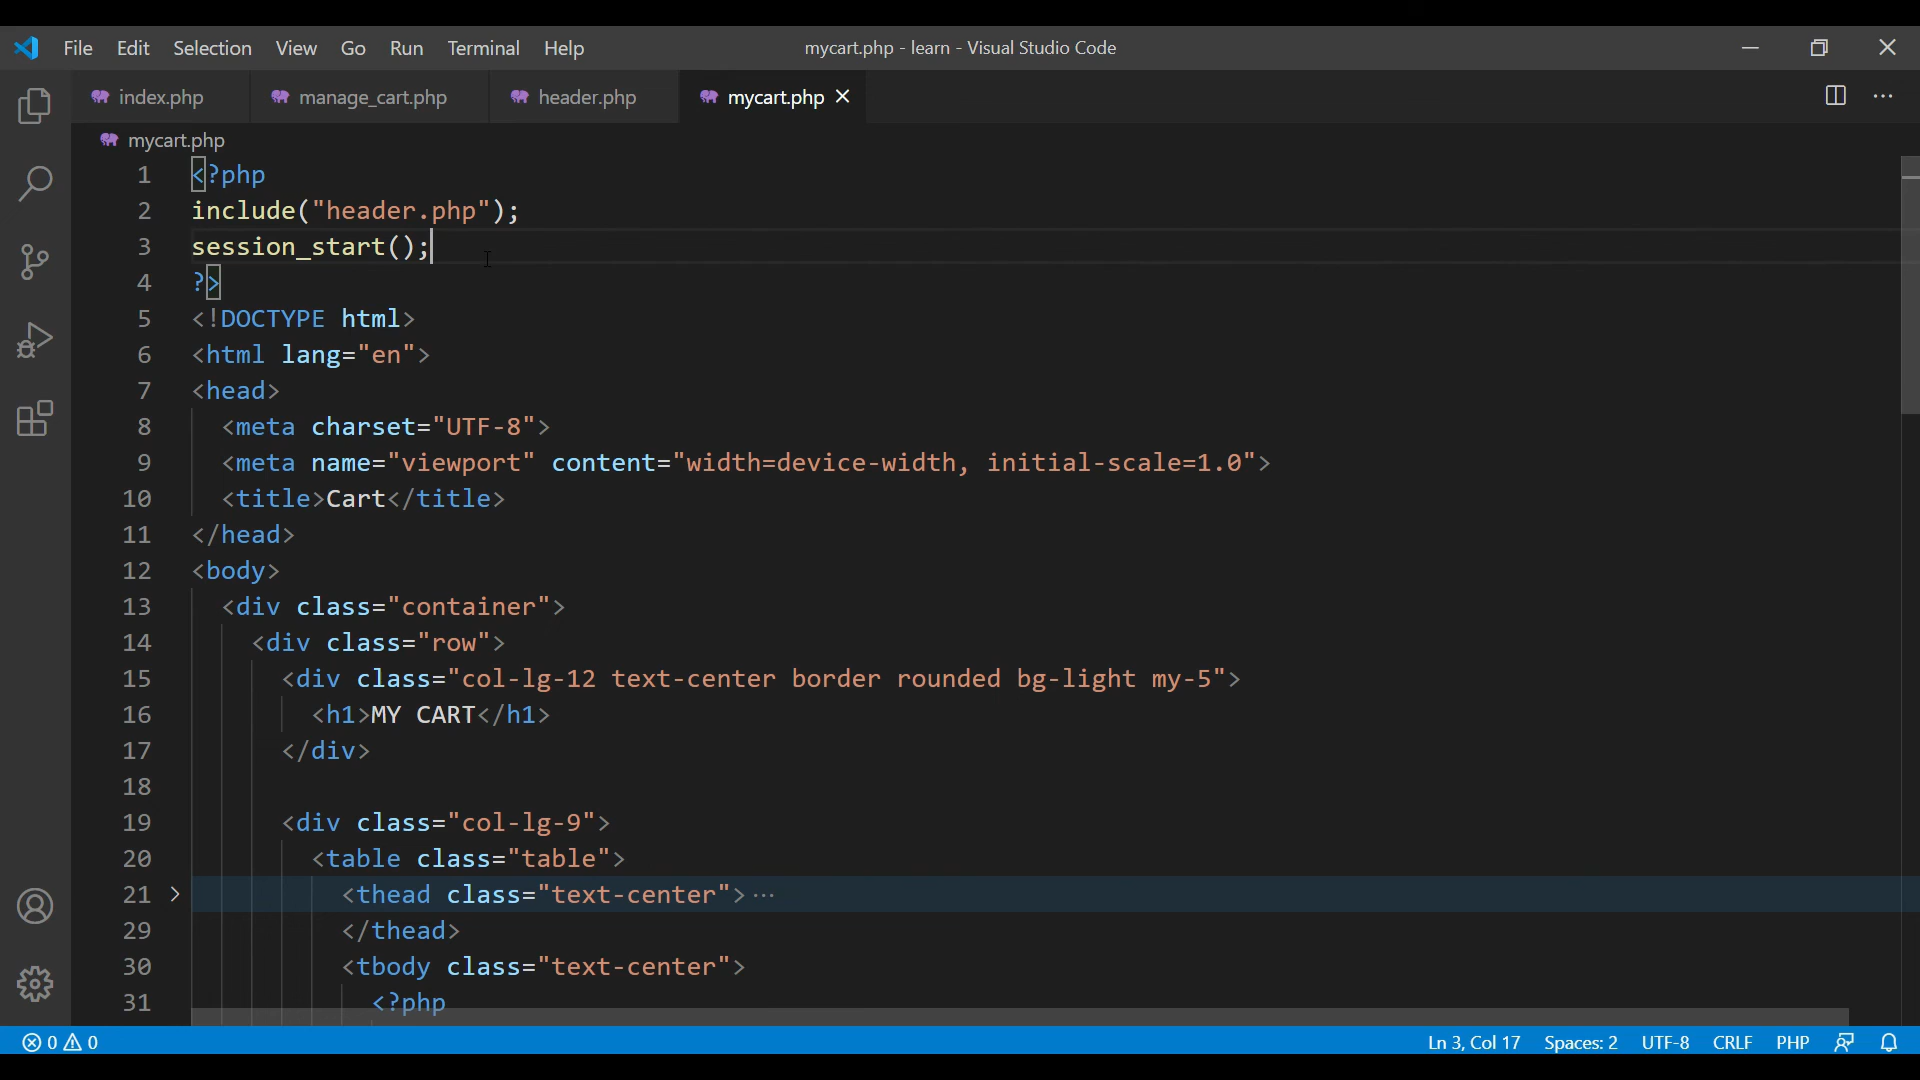 File Edit Selection View Go Run Terminal Help mycart.php - learn - Visual Studio Code
index.php manage_cart.php header.php mycart.php
mycart.php
1 <?php
2 include("header.php");
3 session_start();
4 ?>
5 <!DOCTYPE html>
6 <html lang="en">
7 <head>
8 <meta charset="UTF-8">
9 <meta name="viewport" content="width=device-width, initial-scale=1.0">
10 <title>Cart</title>
11 </head>
12 <body>
13 <div class="container">
14 <div class="row">
15 <div class="col-lg-12 text-center border rounded bg-light my-5">
16 <h1>MY CART</h1>
17 </div>
18
19 <div class="col-lg-9">
20 <table class="table">
21 <thead class="text-center">···
29 </thead>
30 <tbody class="text-center">
31 <?php
0 0 Ln 3, Col 17 Spaces: 2 UTF-8 CRLF PHP